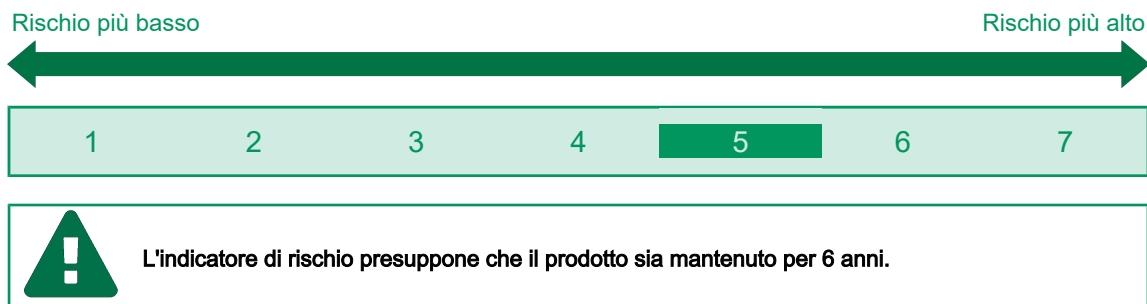 Rischio più basso Rischio più alto
1 2 3 4 5 6 7
L'indicatore di rischio presuppone che il prodotto sia mantenuto per 6 anni.